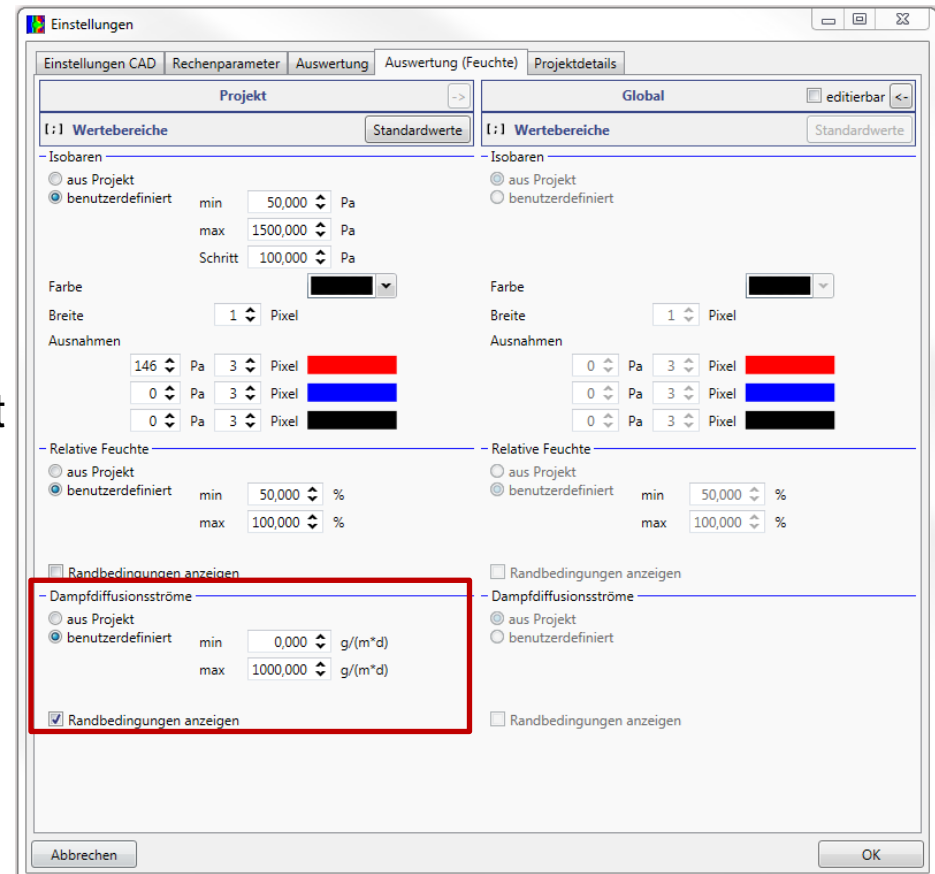 Einstellungen
Einstellungen CAD Rechenparameter Auswertung Auswertung (Feuchte) Projektdetails
Projekt -> Global editierbar <-
[;] Wertebereiche Standardwerte [;] Wertebereiche Standardwerte
Isobaren Isobaren
aus Projekt aus Projekt
benutzerdefiniert min 50,000 Pa benutzerdefiniert
max 1500,000 Pa
Schritt 100,000 Pa
Farbe Farbe
Breite 1 Pixel Breite 1 Pixel
Ausnahmen Ausnahmen
146 Pa 3 Pixel 0 Pa 3 Pixel
0 Pa 3 Pixel 0 Pa 3 Pixel
t
0 Pa 3 Pixel 0 Pa 3 Pixel
Relative Feuchte Relative Feuchte
aus Projekt aus Projekt
benutzerdefiniert min 50,000 % benutzerdefiniert min 50,000 %
max 100,000 % max 100,000 %
Randbedingungen anzeigen Randbedingungen anzeigen
Dampfdiffusionsströme Dampfdiffusionsströme
aus Projekt aus Projekt
benutzerdefiniert min 0,000 g/(m*d) benutzerdefiniert
max 1000,000 g/(m*d)
Randbedingungen anzeigen Randbedingungen anzeigen
Abbrechen OK